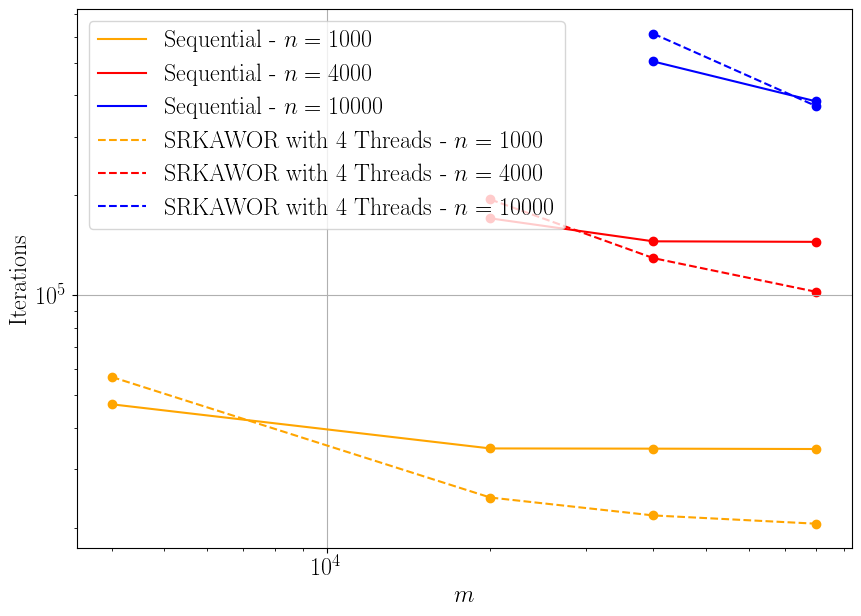 Sequential - n = 1000
Sequential - n = 4000
Sequential - n = 10000
SRKAWOR with 4 Threads - n = 1000
SRKAWOR with 4 Threads - n = 4000
SRKAWOR with 4 Threads - n = 10000
Iterations
10^5
10^4
m